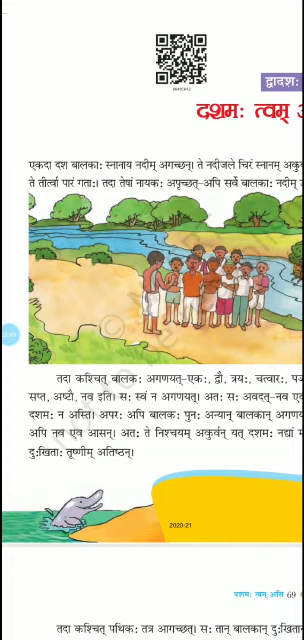 द्वादशः
दशमः त्वम्
एकदा दश बालकाः स्नानाय नदीम् अगच्छन्। ते नदीजले चिरं स्नानम्
ते तीर्त्वा पारं गताः। तदा तेषां नायकः अपृच्छत्–अपि सर्वे बालकाः नदीम्
तदा कश्चित् बालकः अगणयत्–एकः, द्वौ, त्रयः, चत्वारः,
सप्त, अष्टौ, नव इति। सः स्वं न अगणयत्। अतः सः अवदत्–नव
दशमः न अस्ति। अपरः अपि बालकः पुनः अन्यान् बालकान्
अपि नव एव आसन्। अतः ते निश्चयम् अकुर्वन् यत् दशमः नद्यां
दुःखिताः तूष्णीम् अतिष्ठन्।
2020-21
दशमः त्वम् असि 69
तदा कश्चित् पथिकः तत्र आगच्छत्। सः तान् बालकान्